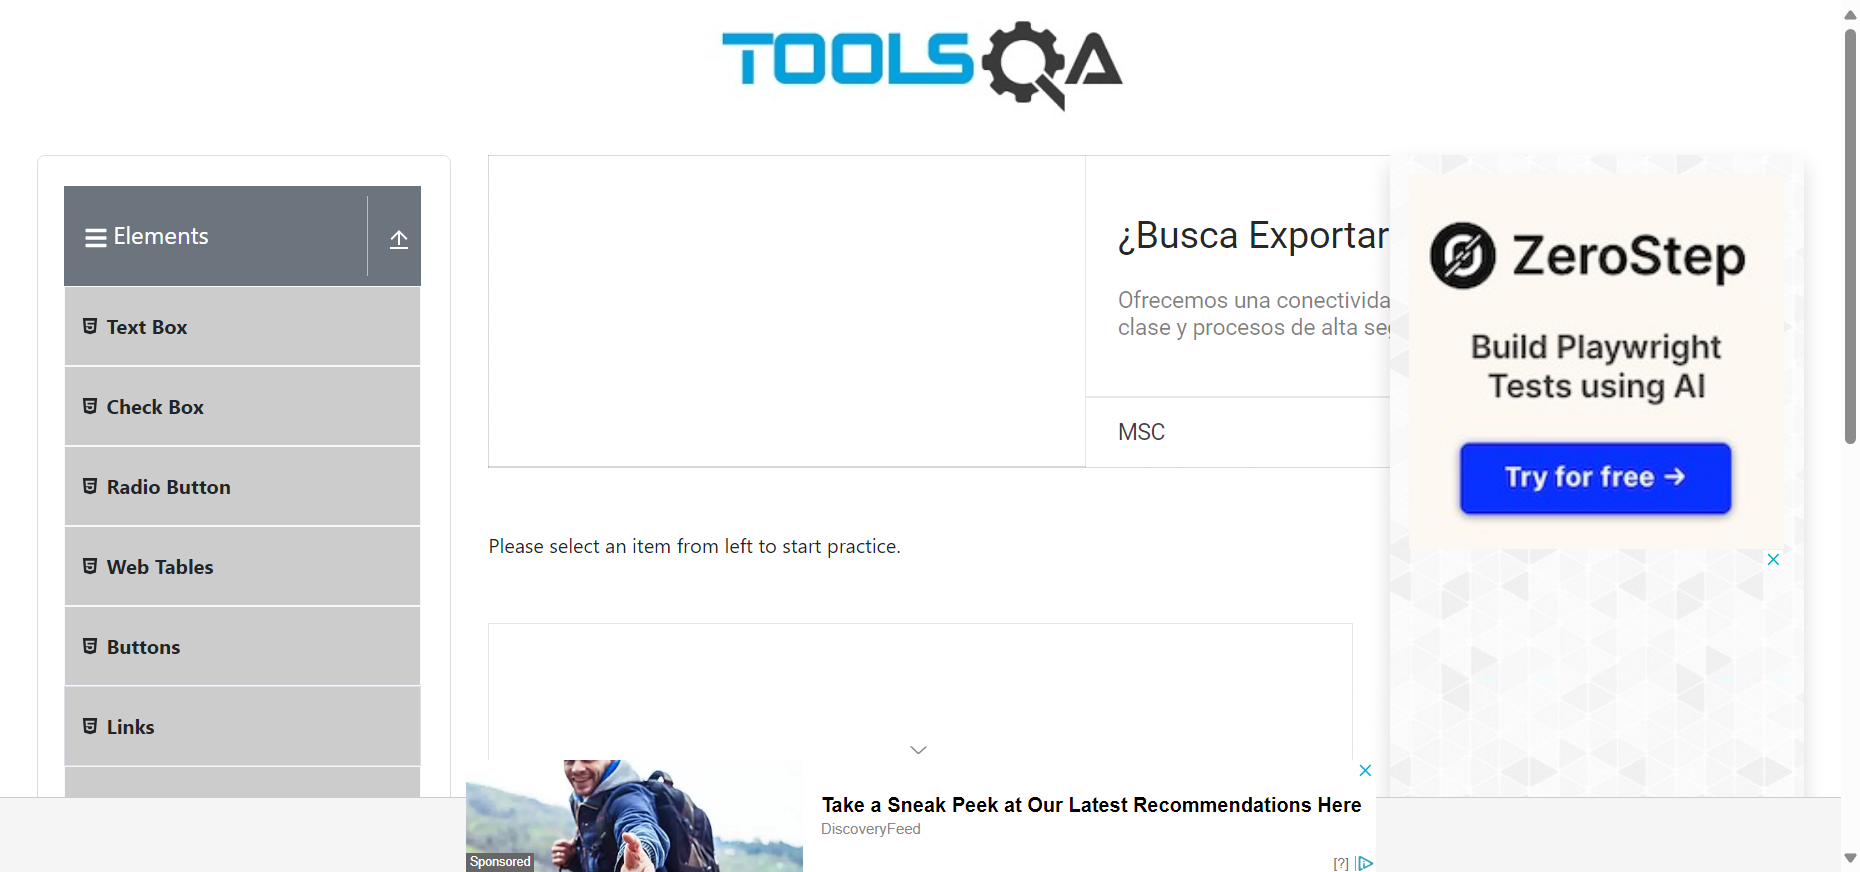 TOOLSQA
Elements
Text Box
Check Box
Radio Button
Web Tables
Buttons
Links
¿Busca Exportar
Ofrecemos una conectivida
clase y procesos de alta seg
MSC
Please select an item from left to start practice.
ZeroStep
Build Playwright
Tests using AI
Try for free →
Take a Sneak Peek at Our Latest Recommendations Here
DiscoveryFeed
Sponsored
[?]